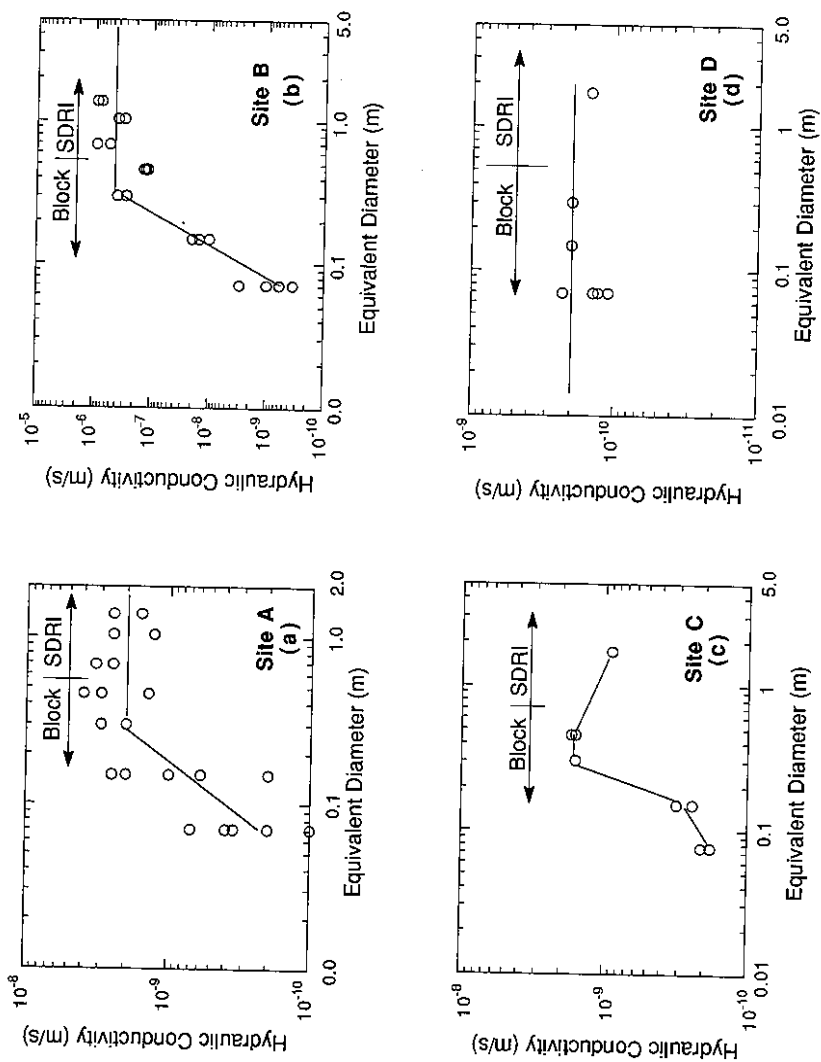 10⁻⁸
10⁻⁹
10⁻¹⁰
Hydraulic Conductivity (m/s)
Block SDRI
Site A
(a)
0.0
0.1
1.0
2.0
Equivalent Diameter (m)
10⁻⁵
10⁻⁶
10⁻⁷
10⁻⁸
10⁻⁹
10⁻¹⁰
Hydraulic Conductivity (m/s)
Block SDRI
Site B
(b)
0.0
0.1
1.0
5.0
Equivalent Diameter (m)
10⁻⁸
10⁻⁹
10⁻¹⁰
Hydraulic Conductivity (m/s)
Block SDRI
Site C
(c)
0.01
0.1
1
5.0
Equivalent Diameter (m)
10⁻⁹
10⁻¹⁰
10⁻¹¹
Hydraulic Conductivity (m/s)
Block SDRI
Site D
(d)
0.01
0.1
1
5.0
Equivalent Diameter (m)